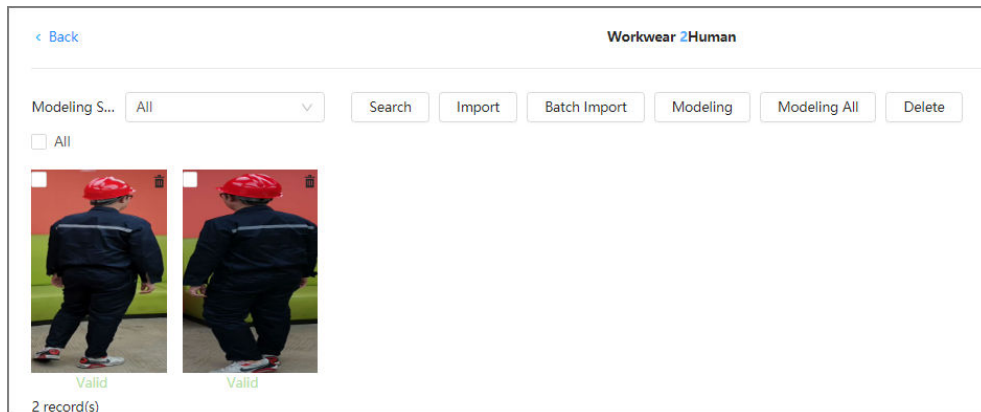 < Back
Workwear 2Human
Modeling S... All
Search Import Batch Import Modeling Modeling All Delete
All
Valid Valid
2 record(s)